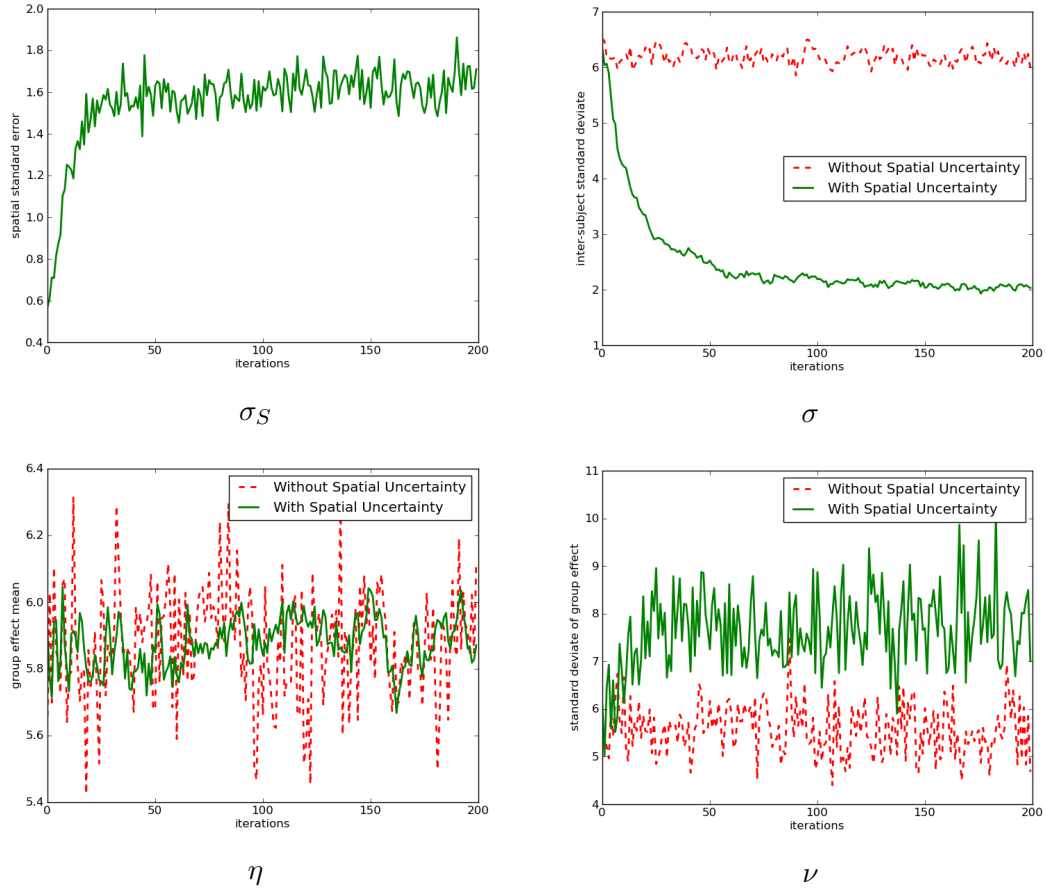 2.0
1.8
1.6
1.4
1.2
1.0
0.8
0.6
0.4
spatial standard error
0
50
100
150
200
iterations
σS
7
6
5
4
3
2
1
inter-subject standard deviate
Without Spatial Uncertainty
With Spatial Uncertainty
0
50
100
150
200
iterations
σ
6.4
6.2
6.0
5.8
5.6
5.4
group effect mean
Without Spatial Uncertainty
With Spatial Uncertainty
0
50
100
150
200
iterations
η
11
10
9
8
7
6
5
4
standard deviate of group effect
Without Spatial Uncertainty
With Spatial Uncertainty
0
50
100
150
200
iterations
ν